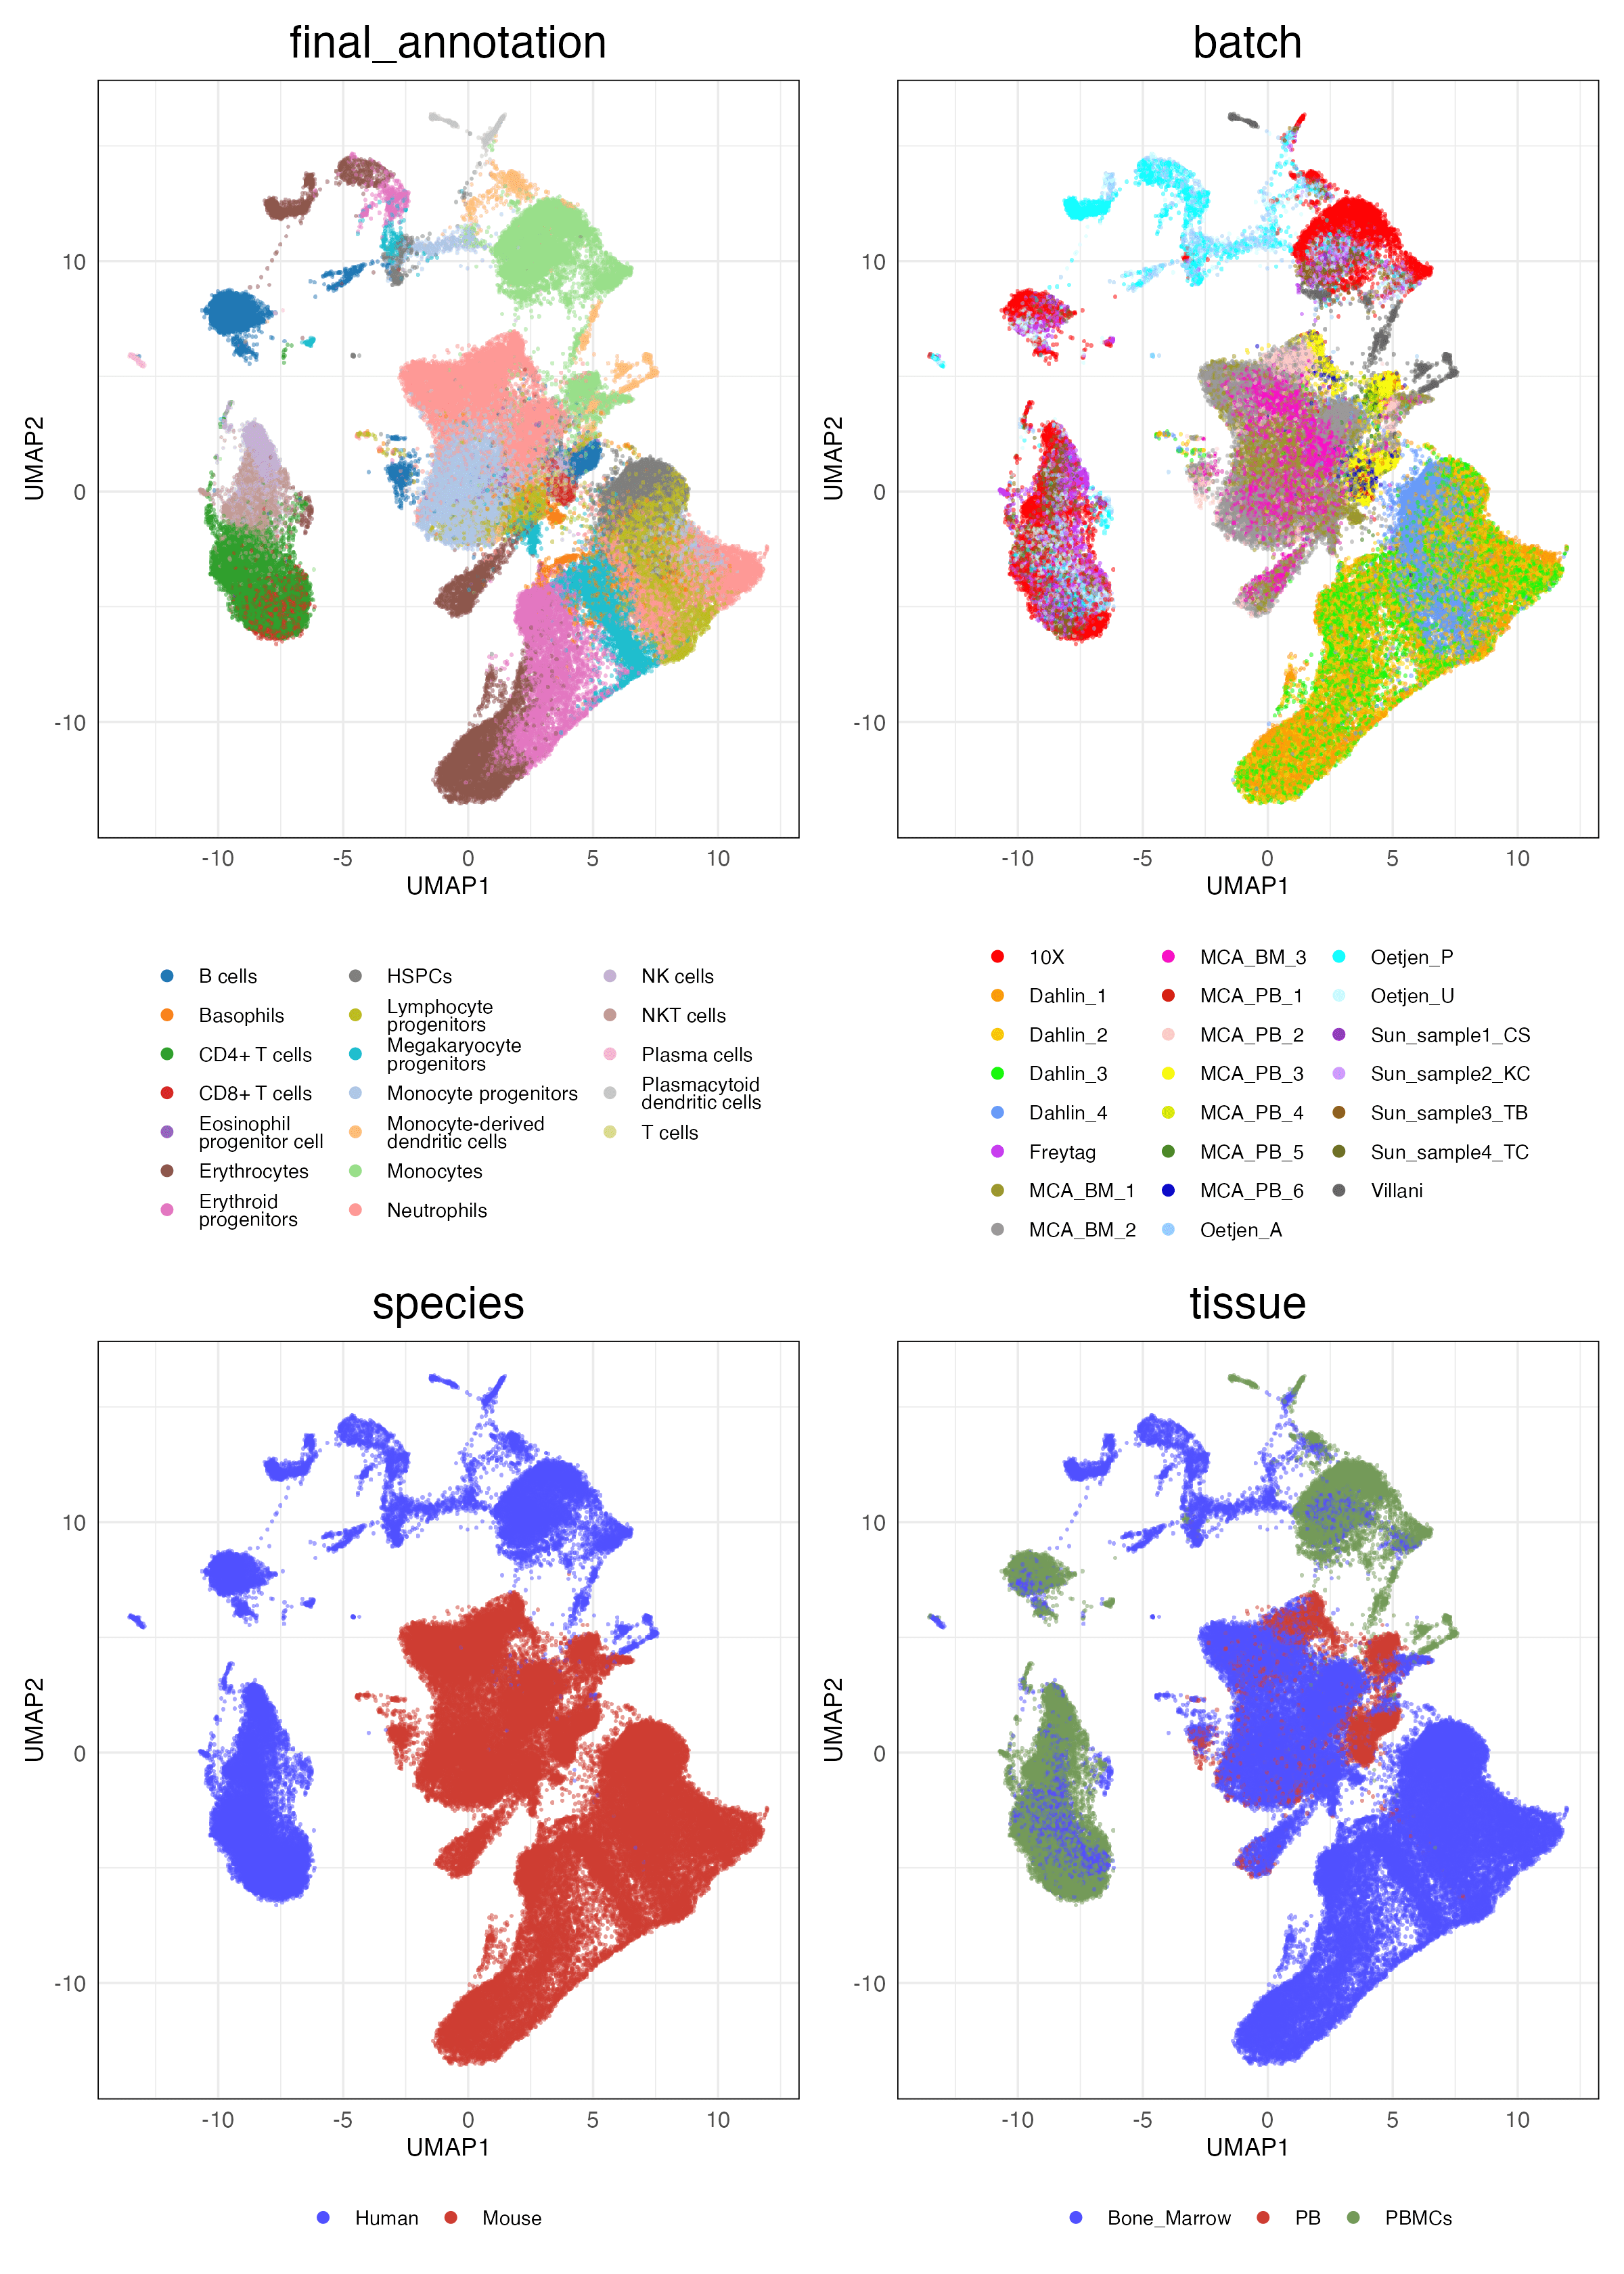 final_annotation
batch
UMAP2
10
0
-10
-10
-5
0
5
10
UMAP1
UMAP2
10
0
-10
-10
-5
0
5
10
UMAP1
B cells
Basophils
CD4+ T cells
CD8+ T cells
Eosinophil
progenitor cell
Erythrocytes
Erythroid
progenitors
HSPCs
Lymphocyte
progenitors
Megakaryocyte
progenitors
Monocyte progenitors
Monocyte-derived
dendritic cells
Monocytes
Neutrophils
NK cells
NKT cells
Plasma cells
Plasmacytoid
dendritic cells
T cells
10X
Dahlin_1
Dahlin_2
Dahlin_3
Dahlin_4
Freytag
MCA_BM_1
MCA_BM_2
MCA_BM_3
MCA_PB_1
MCA_PB_2
MCA_PB_3
MCA_PB_4
MCA_PB_5
MCA_PB_6
Oetjen_A
Oetjen_P
Oetjen_U
Sun_sample1_CS
Sun_sample2_KC
Sun_sample3_TB
Sun_sample4_TC
Villani
species
tissue
UMAP2
10
0
-10
-10
-5
0
5
10
UMAP1
UMAP2
10
0
-10
-10
-5
0
5
10
UMAP1
Human
Mouse
Bone_Marrow
PB
PBMCs